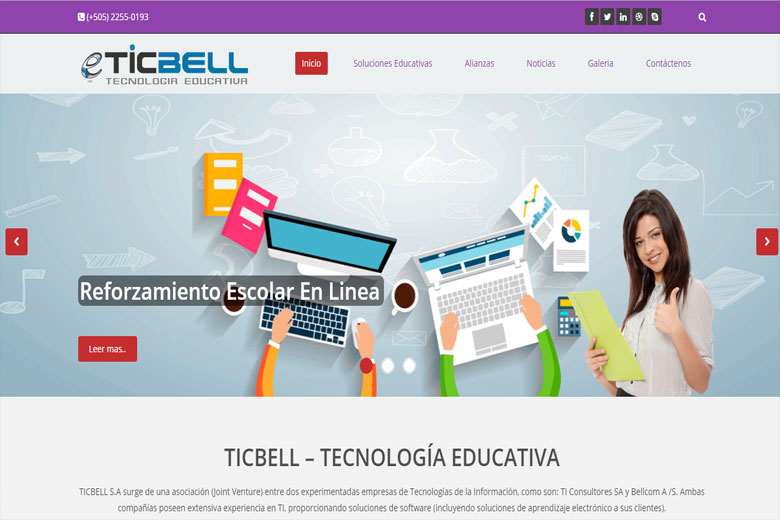 (+505) 2255-0193
eTICBELL
TECNOLOGIA EDUCATIVA
Inicio Soluciones Educativas Alianzas Noticias Galeria Contáctenos
Reforzamiento Escolar En Linea
Leer mas..
TICBELL – TECNOLOGÍA EDUCATIVA
TICBELL S.A surge de una asociación (Joint Venture) entre dos experimentadas empresas de Tecnologías de la Información, como son: TI Consultores SA y Bellcom A /S. Ambas
compañías poseen extensiva experiencia en TI, proporcionando soluciones de software (incluyendo soluciones de aprendizaje electrónico a sus clientes).